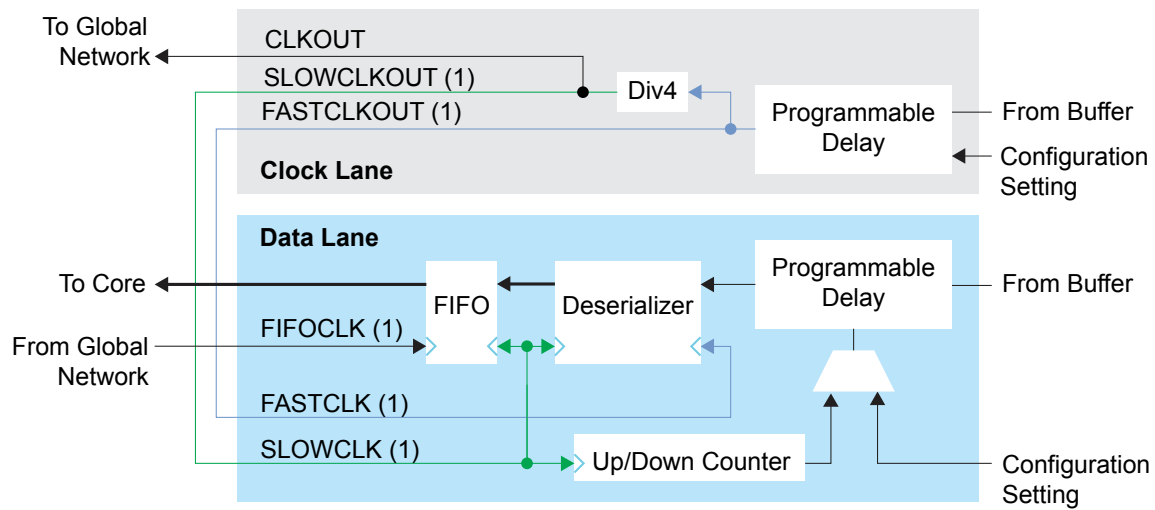 To Global
Network
CLKOUT
SLOWCLKOUT (1)
FASTCLKOUT (1)
Div4
Programmable
Delay
From Buffer
Configuration
Setting
Clock Lane
Data Lane
To Core
FIFO
Deserializer
Programmable
Delay
From Buffer
FIFOCLK (1)
From Global
Network
FASTCLK (1)
SLOWCLK (1)
Up/Down Counter
Configuration
Setting